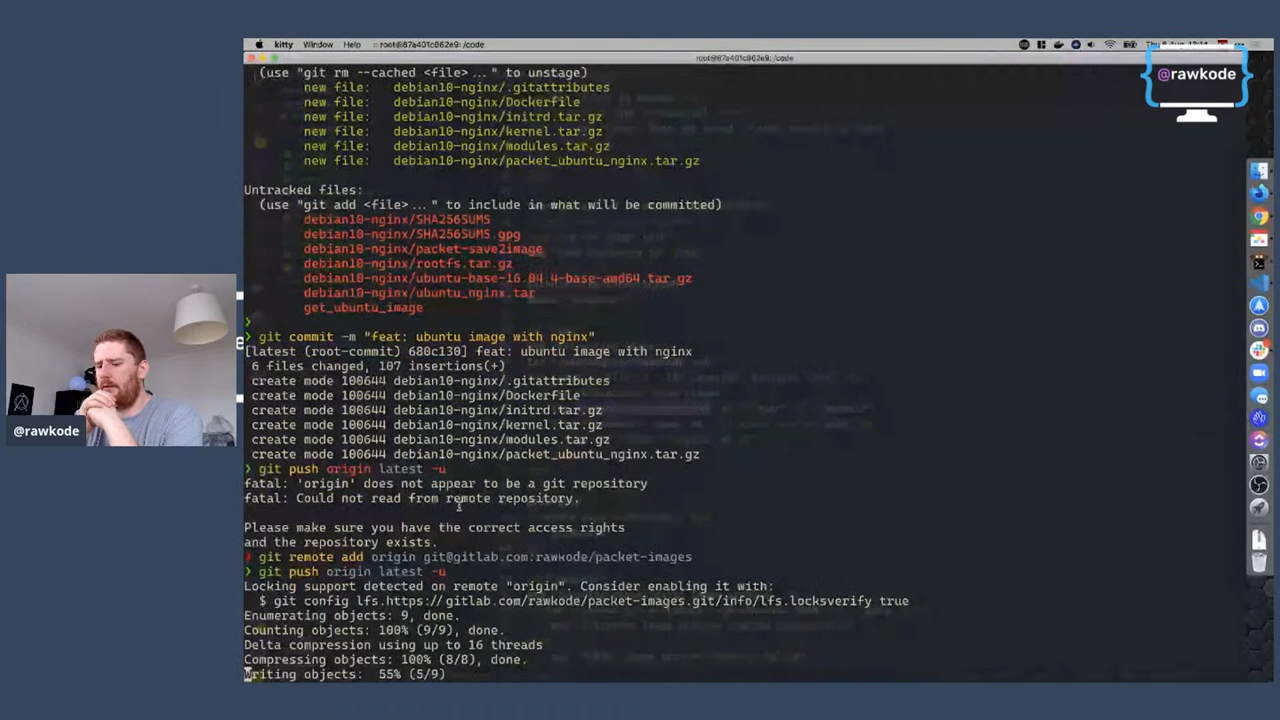 kitty Window Help root@87a401c862e9: /code
root@87a401c862e9: /code
@rawkode
(use "git rm --cached <file>..." to unstage)
new file: debian10-nginx/.gitattributes
new file: debian10-nginx/Dockerfile
new file: debian10-nginx/initrd.tar.gz
new file: debian10-nginx/kernel.tar.gz
new file: debian10-nginx/modules.tar.gz
new file: debian10-nginx/packet_ubuntu_nginx.tar.gz
Untracked files:
(use "git add <file>..." to include in what will be committed)
debian10-nginx/SHA256SUMS
debian10-nginx/SHA256SUMS.gpg
debian10-nginx/packet-save2image
debian10-nginx/rootfs.tar.gz
debian10-nginx/ubuntu-base-16.04.4-base-amd64.tar.gz
debian10-nginx/ubuntu_nginx.tar
get_ubuntu_image
❯
❯ git commit -m "feat: ubuntu image with nginx"
[latest (root-commit) 680c130] feat: ubuntu image with nginx
6 files changed, 107 insertions(+)
create mode 100644 debian10-nginx/.gitattributes
create mode 100644 debian10-nginx/Dockerfile
create mode 100644 debian10-nginx/initrd.tar.gz
create mode 100644 debian10-nginx/kernel.tar.gz
create mode 100644 debian10-nginx/modules.tar.gz
create mode 100644 debian10-nginx/packet_ubuntu_nginx.tar.gz
❯ git push origin latest -u
fatal: 'origin' does not appear to be a git repository
fatal: Could not read from remote repository.
Please make sure you have the correct access rights
and the repository exists.
❯ git remote add origin git@gitlab.com:rawkode/packet-images
❯ git push origin latest -u
Locking support detected on remote "origin". Consider enabling it with:
$ git config lfs.https://gitlab.com/rawkode/packet-images.git/info/lfs.locksverify true
Enumerating objects: 9, done.
Counting objects: 100% (9/9), done.
Delta compression using up to 16 threads
Compressing objects: 100% (8/8), done.
Writing objects: 55% (5/9)
@rawkode